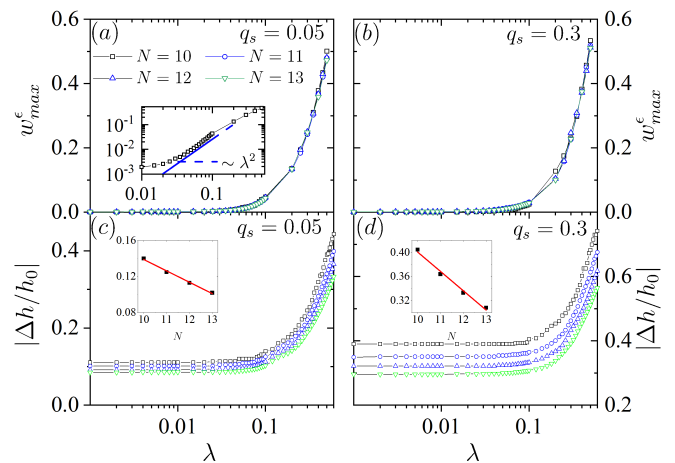 (a) q_s = 0.05
N = 10 N = 11
N = 12 N = 13
w^ϵ_max
0.6
0.4
0.2
0.0
10^-1
10^-2
10^-3
0.01 0.1
∼ λ^2
(b) q_s = 0.3
w^ϵ_max
(c) q_s = 0.05
|Δh/h_0|
0.4
0.2
0.0
0.16
0.12
0.08
10 11 12 13
N
0.01 0.1
λ
(d) q_s = 0.3
|Δh/h_0|
0.8
0.6
0.4
0.2
0.40
0.36
0.32
10 11 12 13
N
0.01 0.1
λ